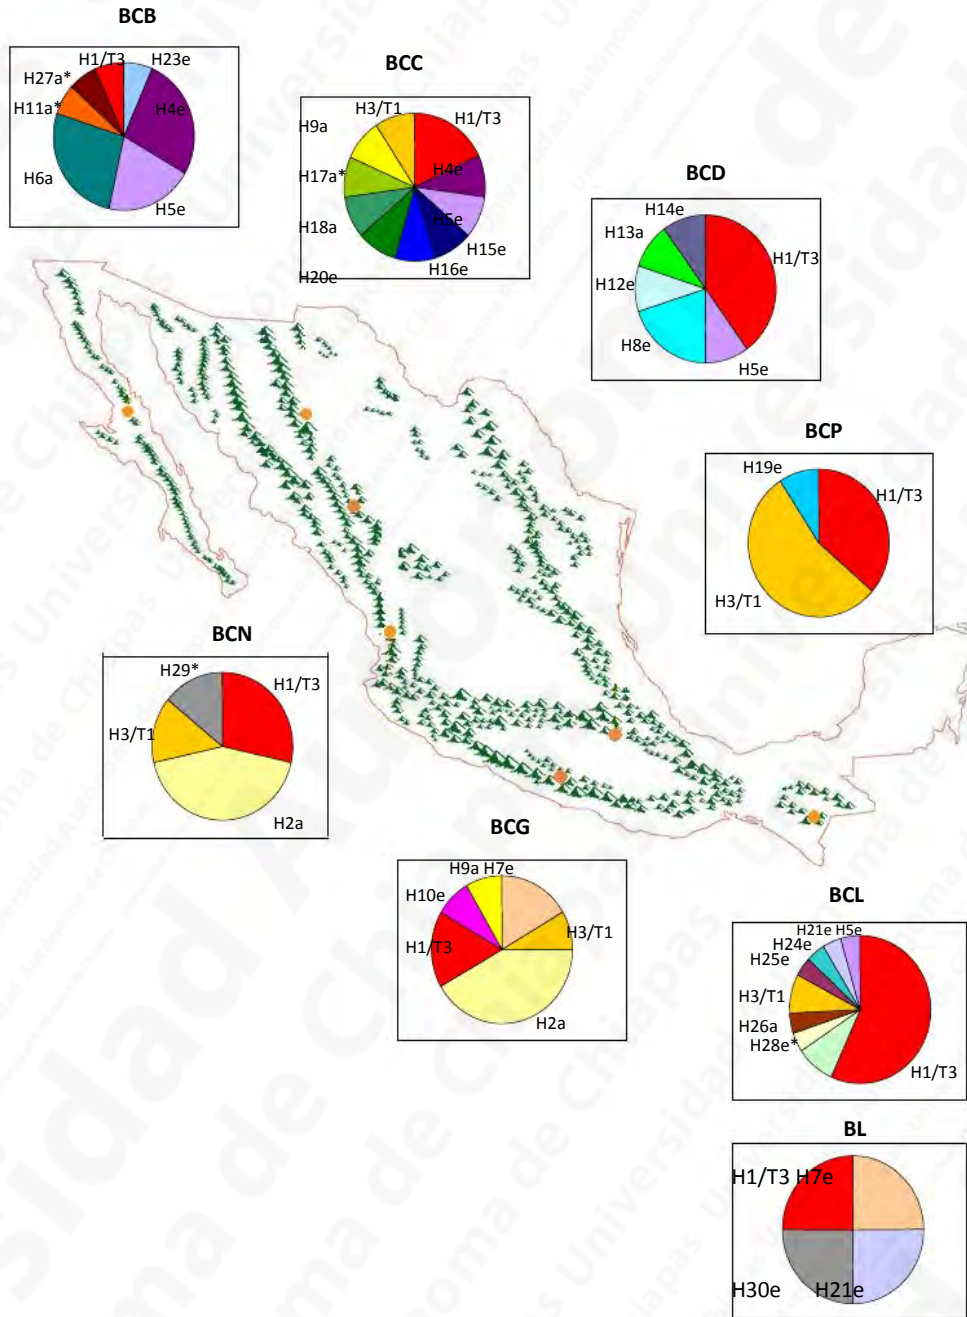 BCB
H1/T3
H23e
H27a*
H4e
H11a*
H6a
H5e
BCC
H3/T1
H1/T3
H9a
H4e
H17a*
H5e
H18a
H15e
H16e
H20e
BCD
H14e
H13a
H1/T3
H12e
H8e
H5e
BCP
H19e
H1/T3
H3/T1
BCN
H29*
H1/T3
H3/T1
H2a
BCG
H9a H7e
H10e
H3/T1
H1/T3
H2a
BCL
H21e H5e
H24e
H25e
H3/T1
H26a
H28e*
H1/T3
BL
H1/T3 H7e
H30e H21e